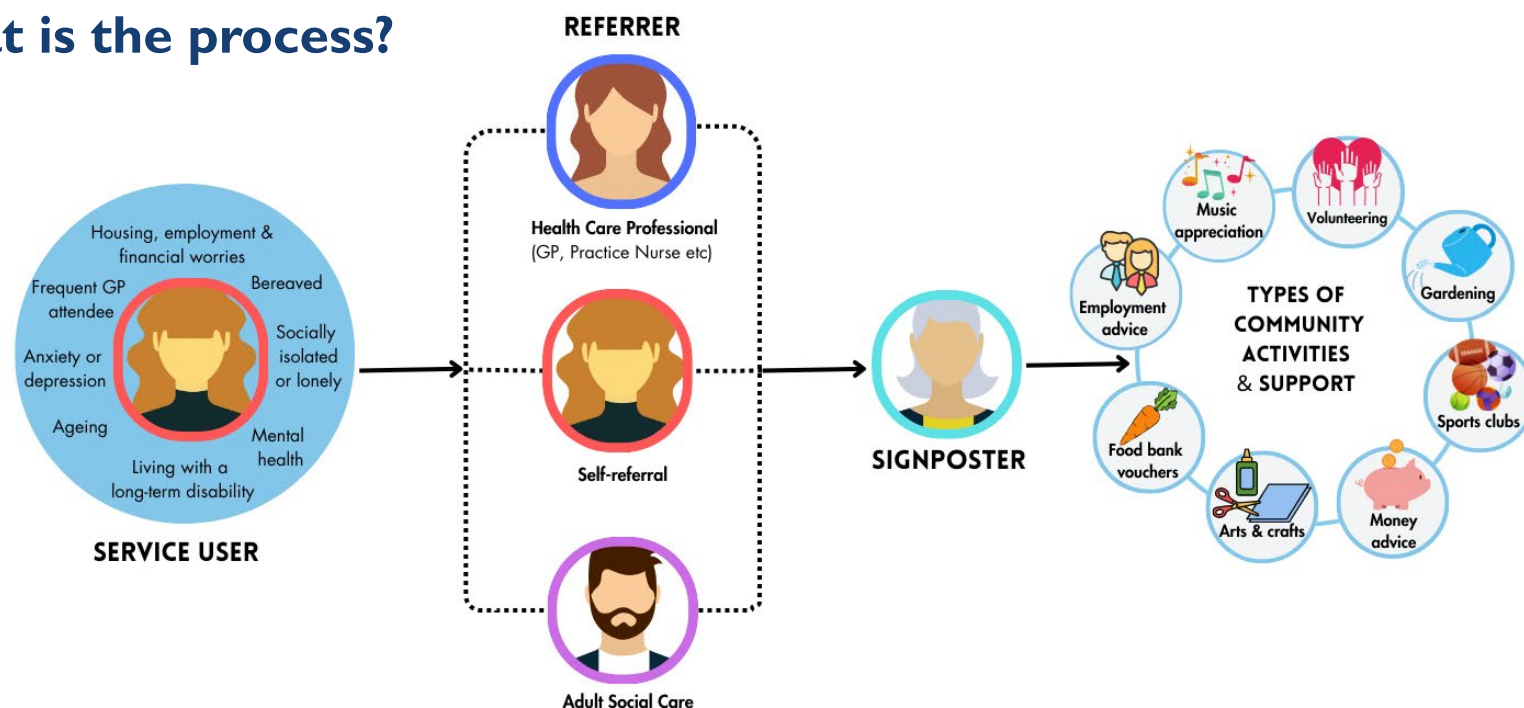 t is the process?
REFERRER
Health Care Professional
(GP, Practice Nurse etc)
Self-referral
Adult Social Care
Housing, employment &
financial worries
Frequent GP
attendee
Bereaved
Socially
isolated
or lonely
Anxiety or
depression
Ageing
Mental
health
Living with a
long-term disability
SERVICE USER
SIGNPOSTER
TYPES OF
COMMUNITY
ACTIVITIES
& SUPPORT
Music
appreciation
Volunteering
Gardening
Sports clubs
Money
advice
Arts & crafts
Food bank
vouchers
Employment
advice